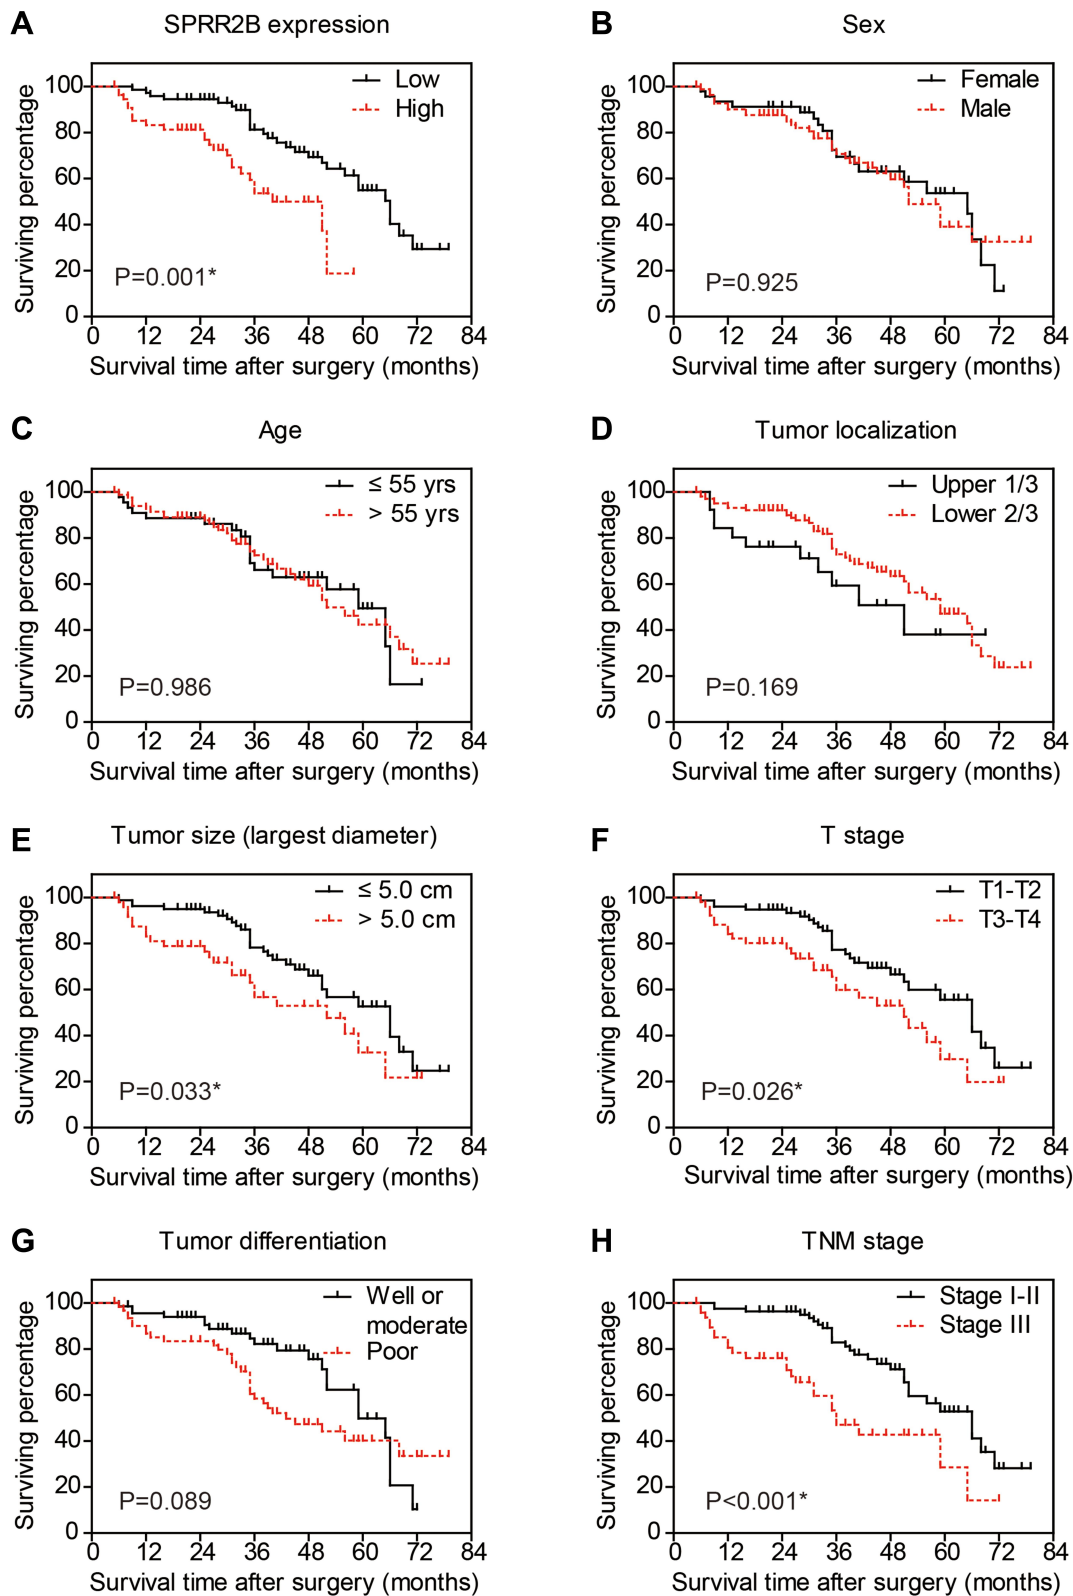 A
SPRR2B expression
Surviving percentage
100
80
60
40
20
0
Low
High
P=0.001*
0 12 24 36 48 60 72 84
Survival time after surgery (months)
B
Sex
Surviving percentage
100
80
60
40
20
0
Female
Male
P=0.925
0 12 24 36 48 60 72 84
Survival time after surgery (months)
C
Age
Surviving percentage
100
80
60
40
20
0
≤ 55 yrs
> 55 yrs
P=0.986
0 12 24 36 48 60 72 84
Survival time after surgery (months)
D
Tumor localization
Surviving percentage
100
80
60
40
20
0
Upper 1/3
Lower 2/3
P=0.169
0 12 24 36 48 60 72 84
Survival time after surgery (months)
E
Tumor size (largest diameter)
Surviving percentage
100
80
60
40
20
0
≤ 5.0 cm
> 5.0 cm
P=0.033*
0 12 24 36 48 60 72 84
Survival time after surgery (months)
F
T stage
Surviving percentage
100
80
60
40
20
0
T1-T2
T3-T4
P=0.026*
0 12 24 36 48 60 72 84
Survival time after surgery (months)
G
Tumor differentiation
Surviving percentage
100
80
60
40
20
0
Well or
moderate
Poor
P=0.089
0 12 24 36 48 60 72 84
Survival time after surgery (months)
H
TNM stage
Surviving percentage
100
80
60
40
20
0
Stage I-II
Stage III
P<0.001*
0 12 24 36 48 60 72 84
Survival time after surgery (months)